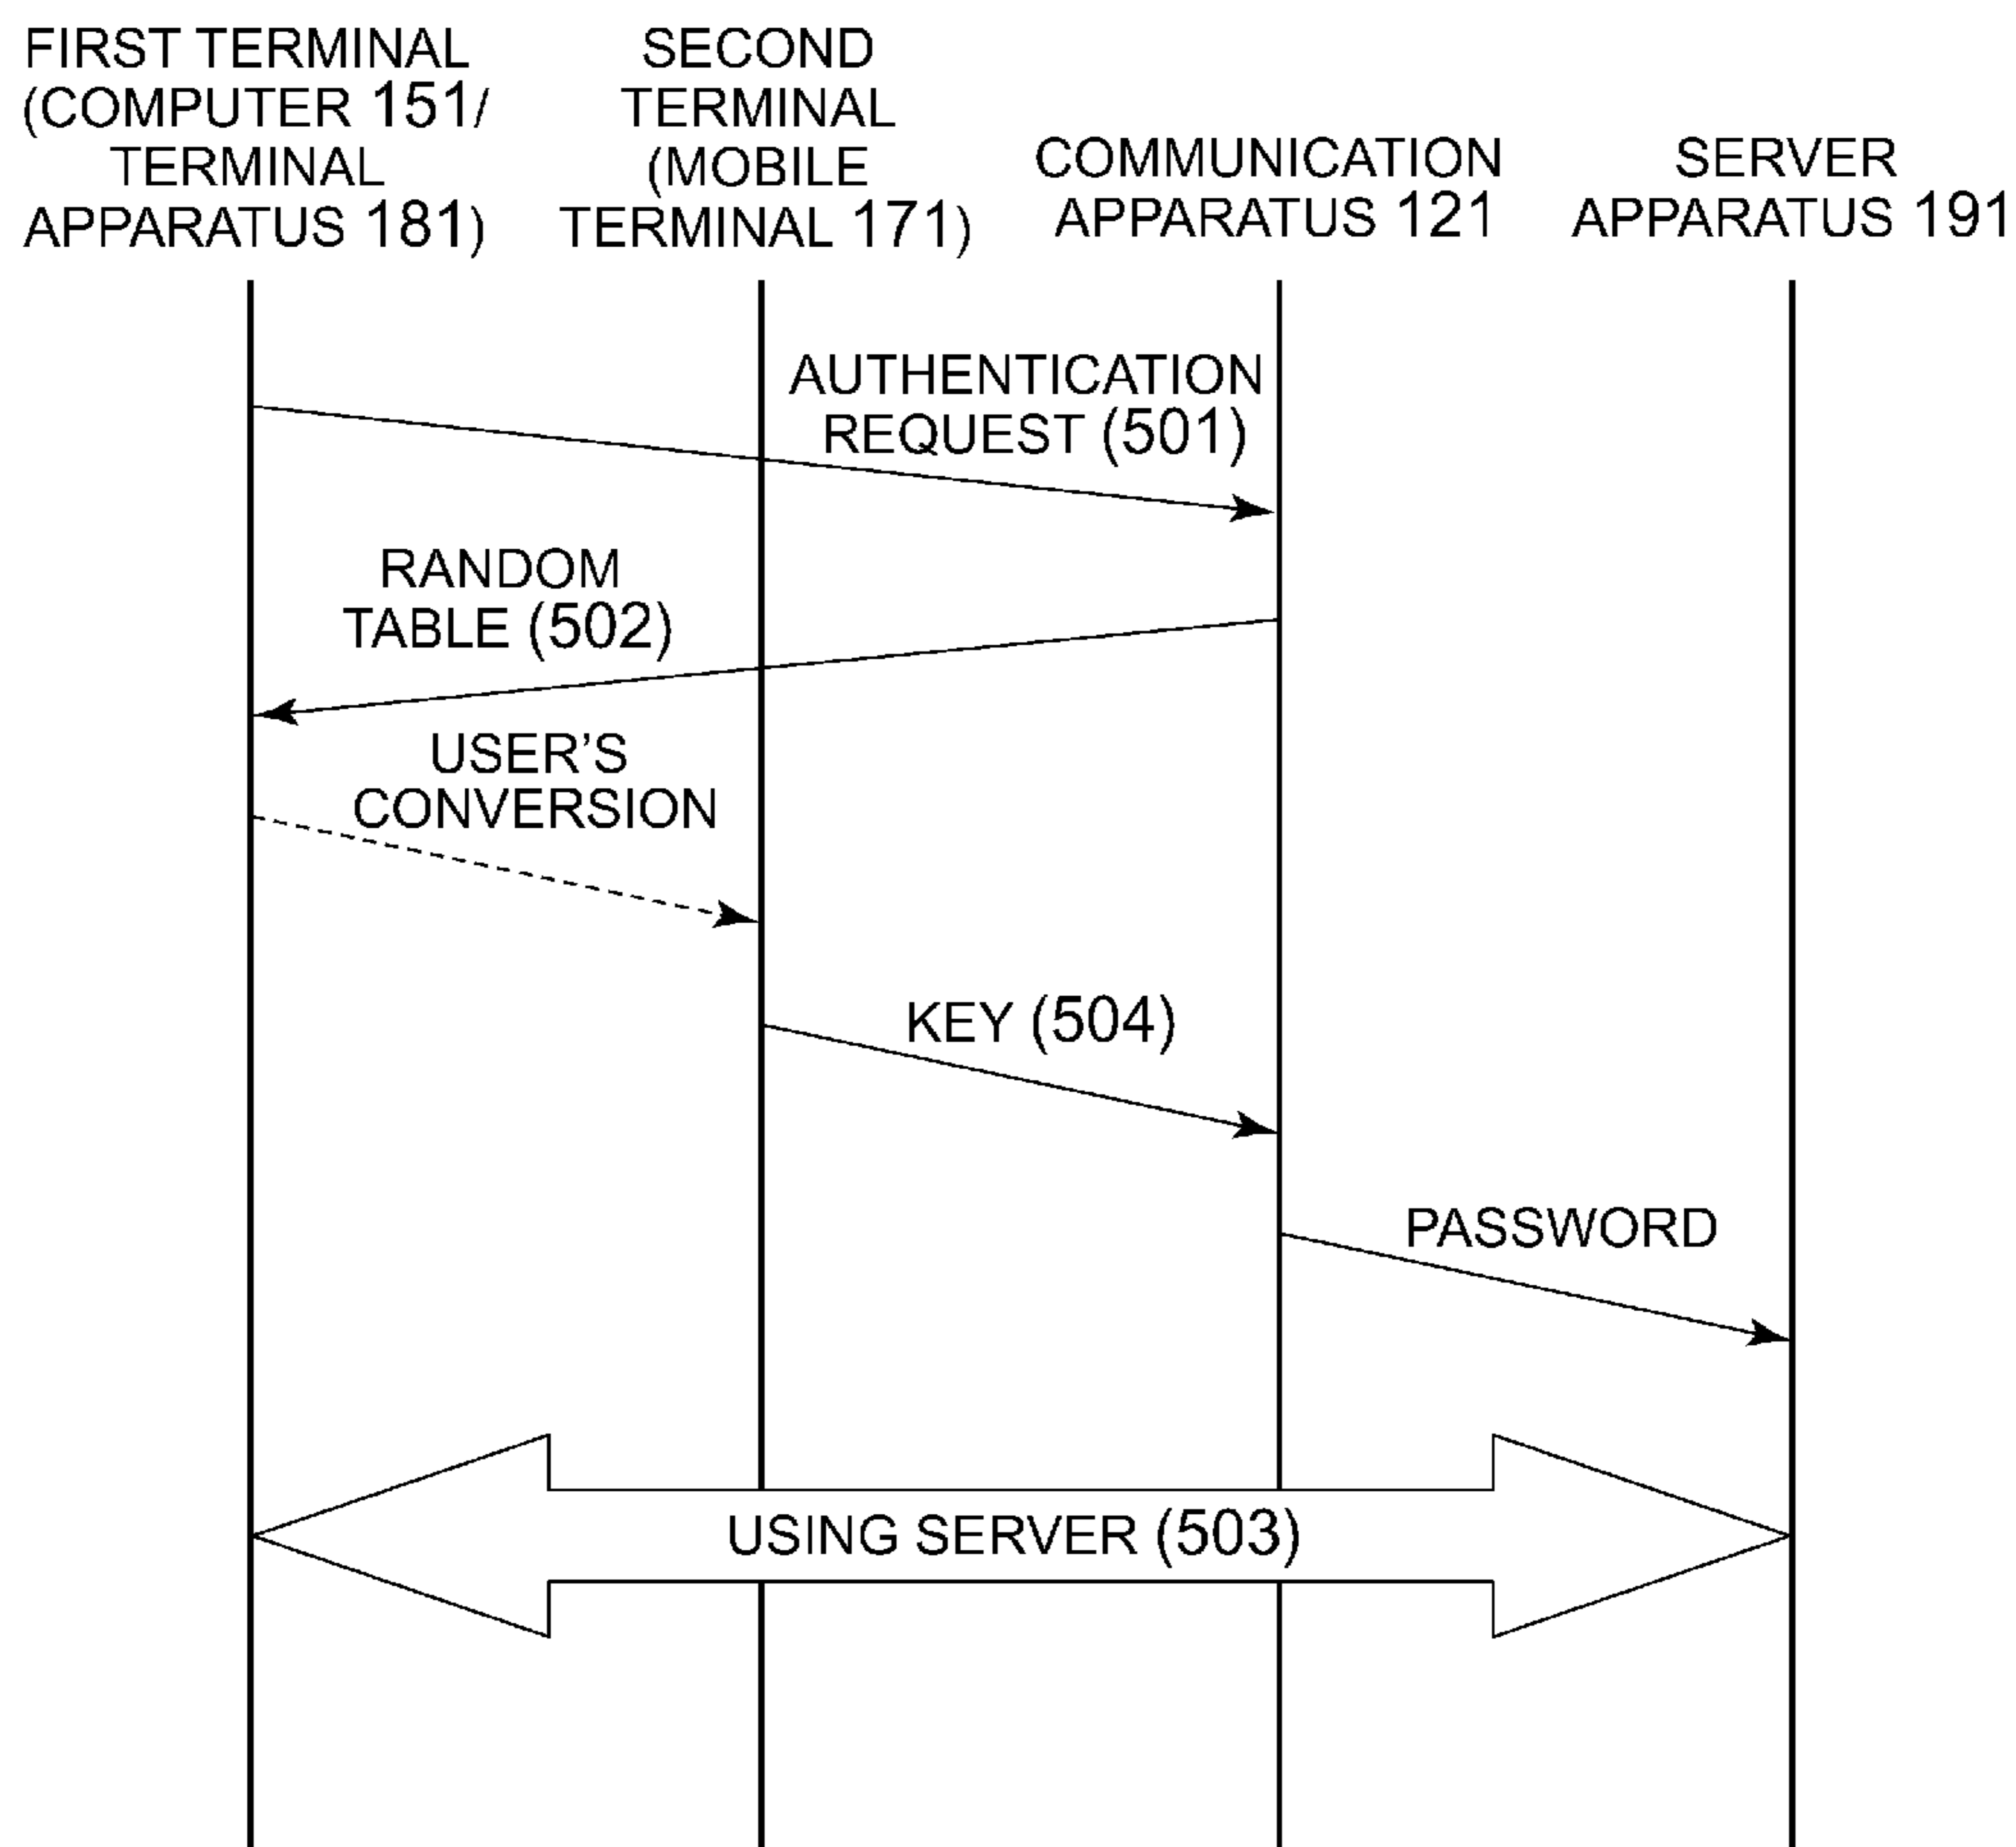 FIRST TERMINAL
(COMPUTER 151/
TERMINAL
APPARATUS 181)
SECOND
TERMINAL
(MOBILE
TERMINAL 171)
COMMUNICATION
APPARATUS 121
SERVER
APPARATUS 191
AUTHENTICATION
REQUEST (501)
RANDOM
TABLE (502)
USER'S
CONVERSION
KEY (504)
PASSWORD
USING SERVER (503)